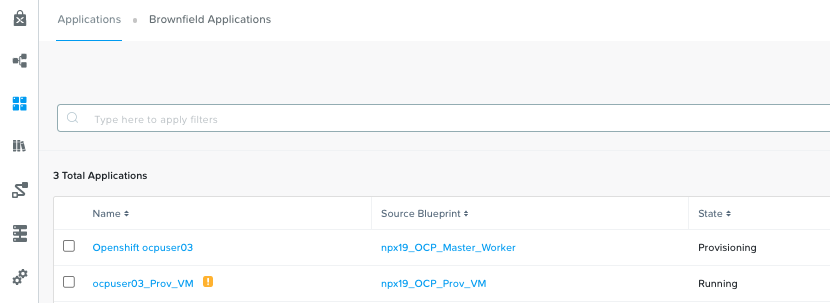 Applications Brownfield Applications
Type here to apply filters
3 Total Applications
Name Source Blueprint State
Openshift ocpuser03 npx19_OCP_Master_Worker Provisioning
ocpuser03_Prov_VM npx19_OCP_Prov_VM Running